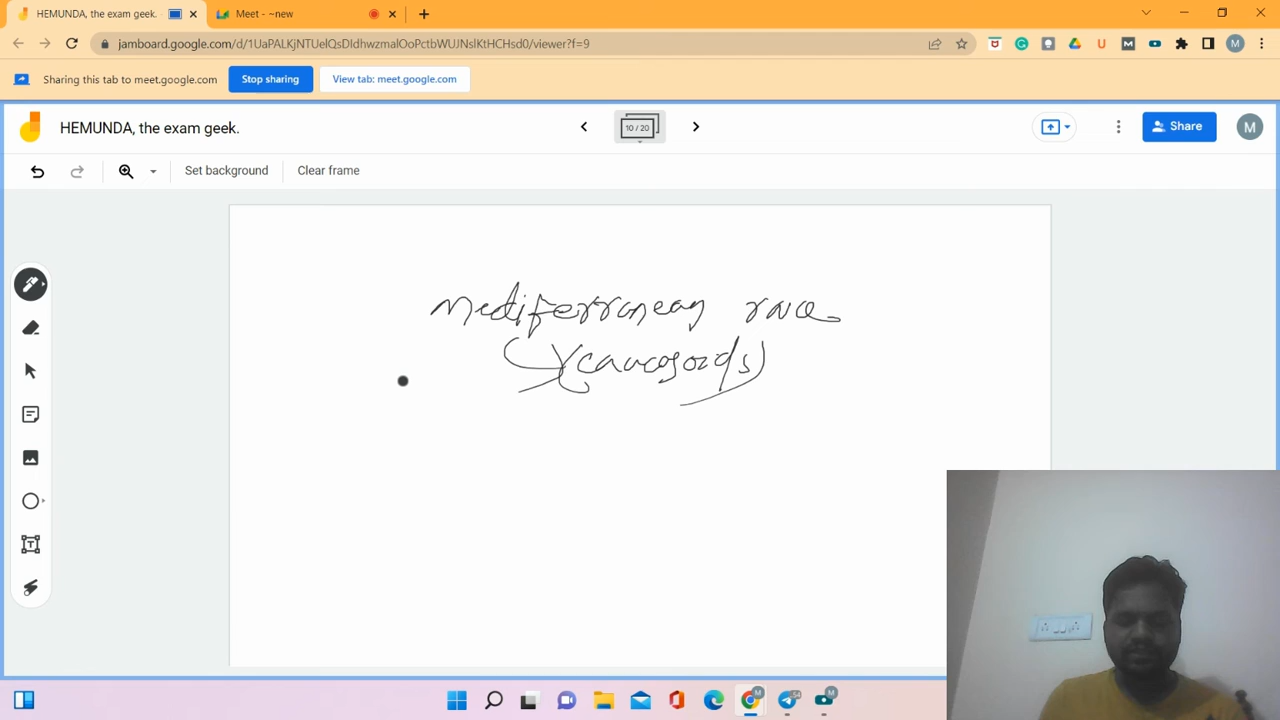 HEMUNDA, the exam geek.
Meet - ~new
jamboard.google.com/d/1UaPALKjNTUelQsDIdhwzmalOoPctbWUJNsIKtHCHsd0/viewer?f=9
M
Sharing this tab to meet.google.com
Stop sharing
View tab: meet.google.com
HEMUNDA, the exam geek.
10 / 20
Share
M
Set background
Clear frame
Mediterranean race